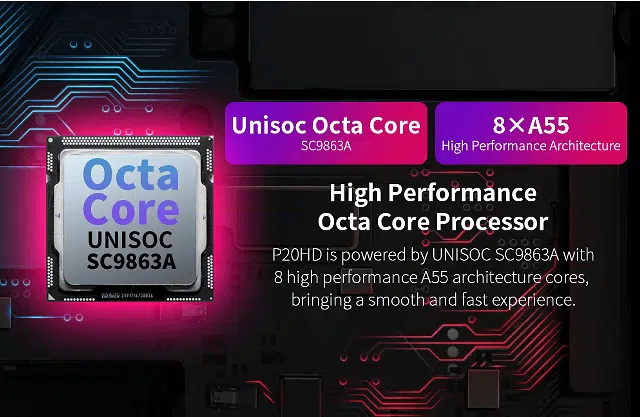 Unisoc Octa Core
SC9863A
8×A55
High Performance Architecture
Octa
Core
UNISOC
SC9863A
High Performance
Octa Core Processor
P20HD is powered by UNISOC SC9863A with
8 high performance A55 architecture cores,
bringing a smooth and fast experience.